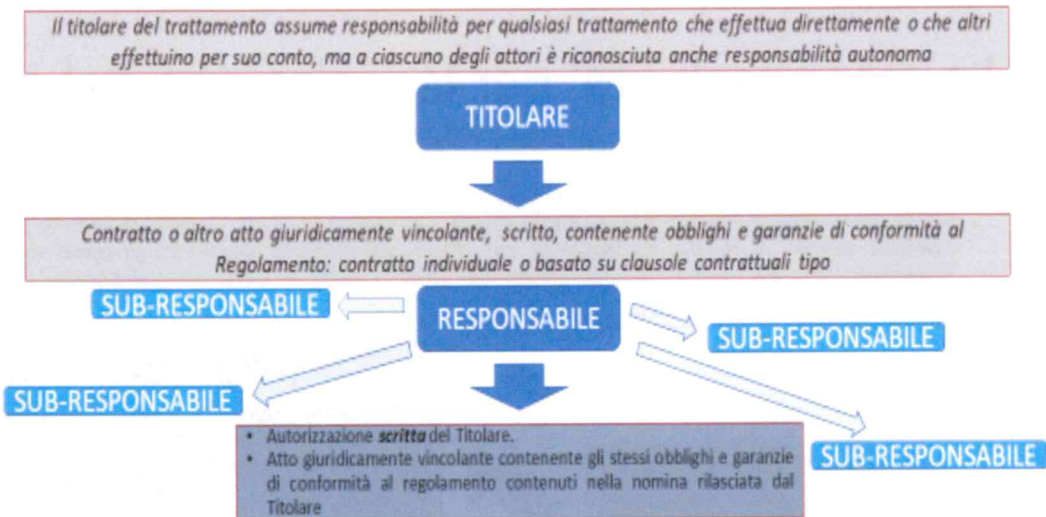 Il titolare del trattamento assume responsabilità per qualsiasi trattamento che effettua direttamente o che altri
effettuino per suo conto, ma a ciascuno degli attori è riconosciuta anche responsabilità autonoma
TITOLARE
Contratto o altro atto giuridicamente vincolante, scritto, contenente obblighi e garanzie di conformità al
Regolamento: contratto individuale o basato su clausole contrattuali tipo
SUB-RESPONSABILE
RESPONSABILE
SUB-RESPONSABILE
SUB-RESPONSABILE
• Autorizzazione scritta del Titolare.
• Atto giuridicamente vincolante contenente gli stessi obblighi e garanzie
di conformità al regolamento contenuti nella nomina rilasciata dal
Titolare
SUB-RESPONSABILE